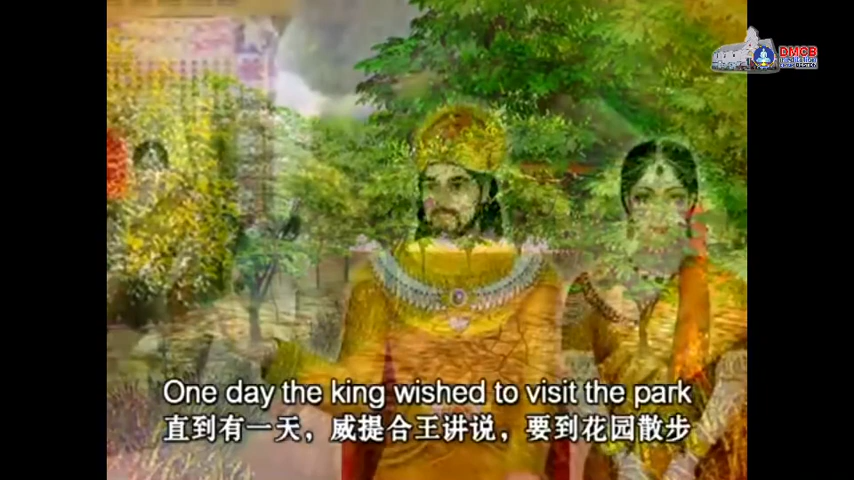 DMCB
One day the king wished to visit the park
直到有一天，威提合王讲说，要到花园散步